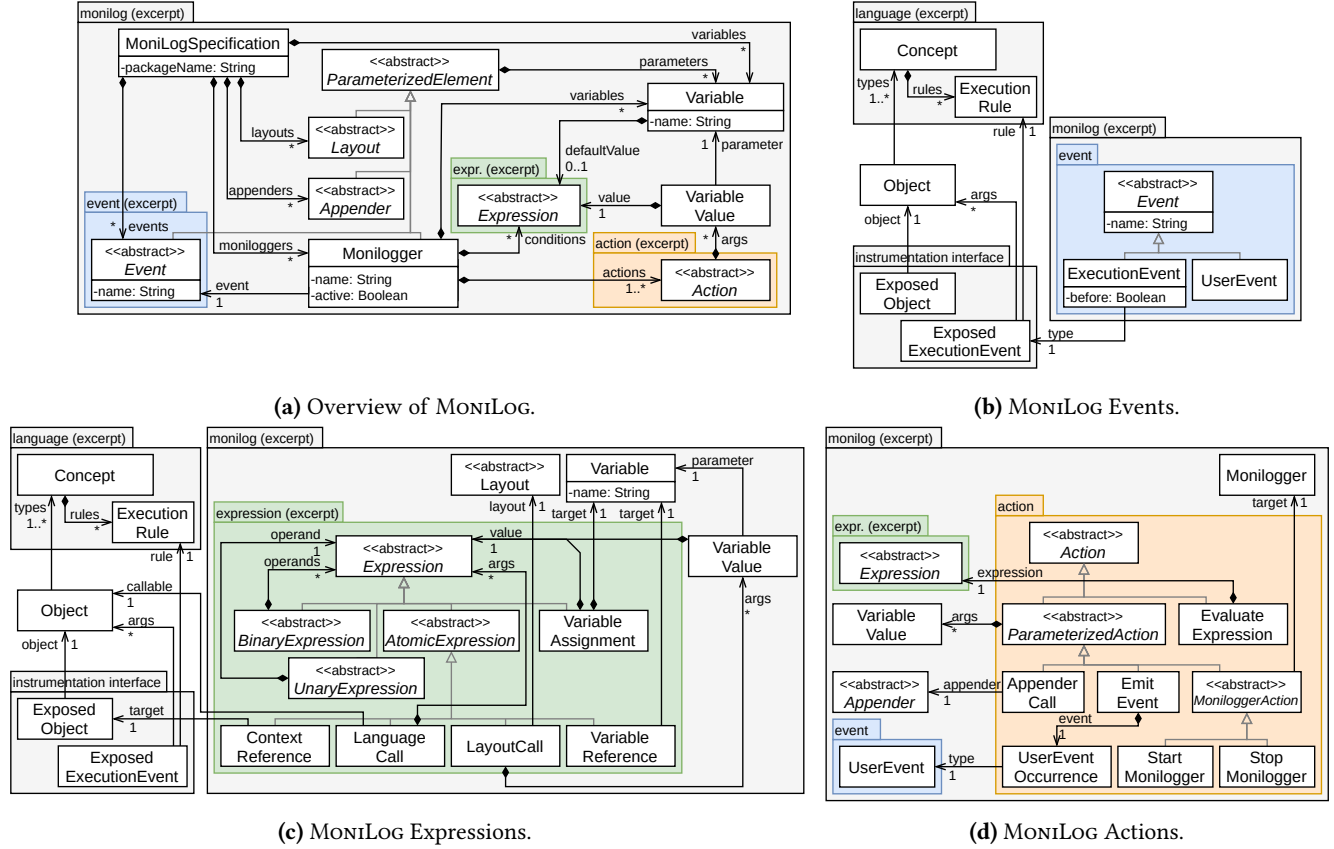 monilog (excerpt)
MoniLogSpecification
-packageName: String
variables
*
<<abstract>>
ParameterizedElement
parameters
*
variables
*
Variable
-name: String
layouts
*
<<abstract>>
Layout
defaultValue
0..1
1
parameter
expr. (excerpt)
appenders
*
<<abstract>>
Appender
<<abstract>>
Expression
value
1
Variable
Value
event (excerpt)
*
events
moniloggers
*
Monilogger
-name: String
-active: Boolean
*
conditions
*
args
action (excerpt)
<<abstract>>
Event
-name: String
event
1
actions
1..*
<<abstract>>
Action
(a) Overview of MONILOG.
language (excerpt)
Concept
types
1..*
rules
*
Execution
Rule
rule
1
monilog (excerpt)
event
Object
args
*
object
1
<<abstract>>
Event
-name: String
instrumentation interface
Exposed
Object
ExecutionEvent
-before: Boolean
UserEvent
Exposed
ExecutionEvent
type
1
(b) MONILOG Events.
language (excerpt)
Concept
types
1..*
rules
*
Execution
Rule
rule
1
Object
callable
1
args
*
object
1
instrumentation interface
Exposed
Object
target
1
Exposed
ExecutionEvent
monilog (excerpt)
<<abstract>>
Layout
layout
1
Variable
-name: String
target
1
target
1
parameter
1
expression (excerpt)
operand
1
operands
*
<<abstract>>
Expression
value
1
args
*
Variable
Value
args
*
<<abstract>>
BinaryExpression
<<abstract>>
AtomicExpression
Variable
Assignment
<<abstract>>
UnaryExpression
Context
Reference
Language
Call
LayoutCall
Variable
Reference
(c) MONILOG Expressions.
monilog (excerpt)
Monilogger
target
1
expr. (excerpt)
<<abstract>>
Expression
action
<<abstract>>
Action
expression
1
Variable
Value
args
*
<<abstract>>
ParameterizedAction
Evaluate
Expression
<<abstract>>
Appender
appender
1
Appender
Call
Emit
Event
<<abstract>>
MoniloggerAction
event
1
event
UserEvent
type
1
UserEvent
Occurrence
Start
Monilogger
Stop
Monilogger
(d) MONILOG Actions.